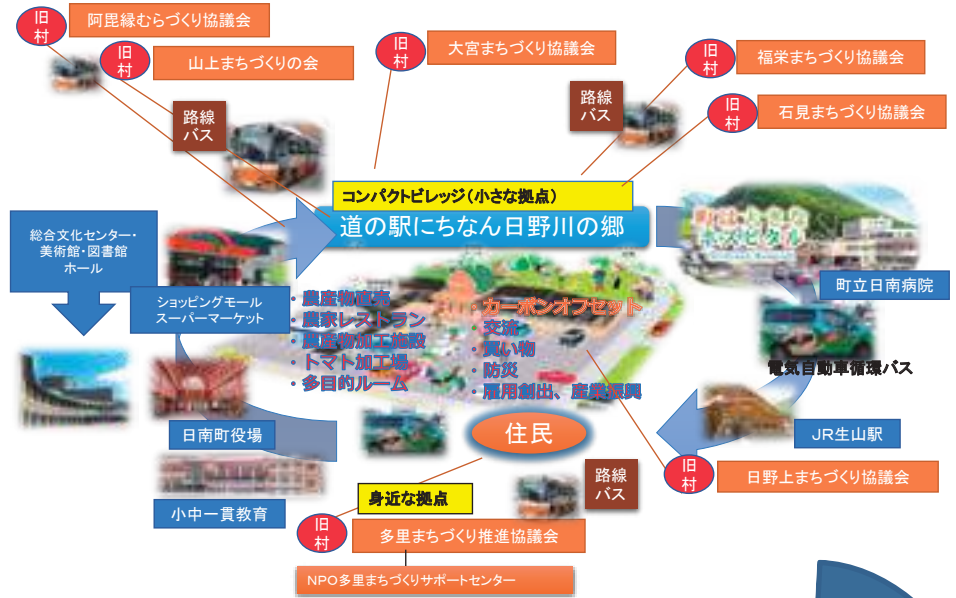 旧
村
阿毘縁むらづくり協議会
旧
村
山上まちづくりの会
旧
村
大宮まちづくり協議会
旧
村
福栄まちづくり協議会
旧
村
石見まちづくり協議会
路線
バス
路線
バス
コンパクトビレッジ(小さな拠点)
道の駅にちなん日野川の郷
総合文化センター・
美術館・図書館
ホール
町立日南病院
ショッピングモール
スーパーマーケット
・農産物直売
・農家レストラン
・農産物加工施設
・トマト加工場
・多目的ルーム
・カーボンオフセット
・交流
・買い物
・防災
・雇用創出、産業振興
電気自動車循環バス
日南町役場
住民
JR生山駅
旧
村
日野上まちづくり協議会
路線
バス
小中一貫教育
身近な拠点
旧
村
多里まちづくり推進協議会
NPO多里まちづくりサポートセンター